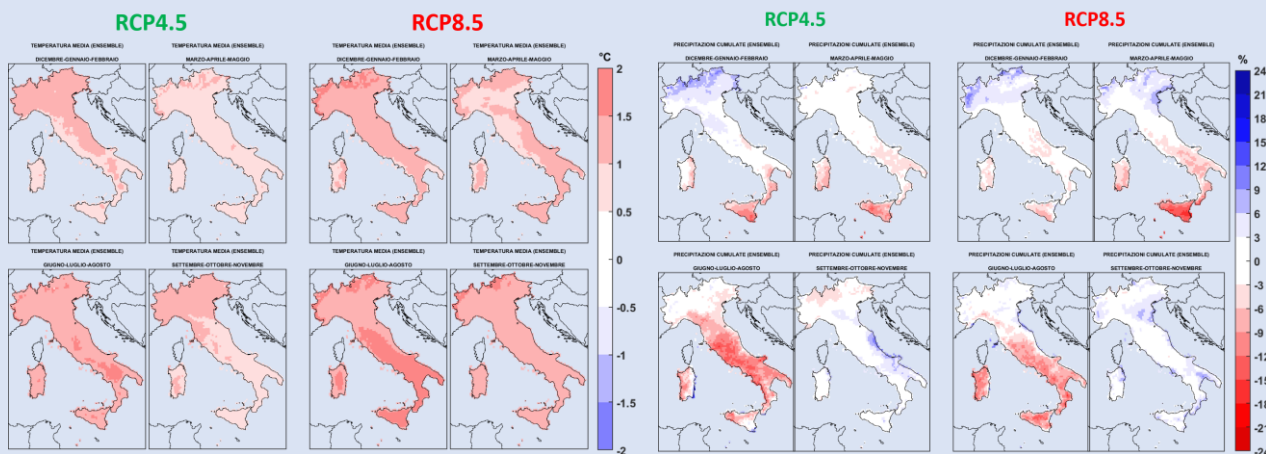 RCP4.5
RCP8.5
TEMPERATURA MEDIA (ENSEMBLE)
DICEMBRE-GENNAIO-FEBBRAIO
TEMPERATURA MEDIA (ENSEMBLE)
MARZO-APRILE-MAGGIO
TEMPERATURA MEDIA (ENSEMBLE)
DICEMBRE-GENNAIO-FEBBRAIO
TEMPERATURA MEDIA (ENSEMBLE)
MARZO-APRILE-MAGGIO
TEMPERATURA MEDIA (ENSEMBLE)
GIUGNO-LUGLIO-AGOSTO
TEMPERATURA MEDIA (ENSEMBLE)
SETTEMBRE-OTTOBRE-NOVEMBRE
TEMPERATURA MEDIA (ENSEMBLE)
GIUGNO-LUGLIO-AGOSTO
TEMPERATURA MEDIA (ENSEMBLE)
SETTEMBRE-OTTOBRE-NOVEMBRE
°C
2
1.5
1
0.5
0
-0.5
-1
-1.5
-2
RCP4.5
RCP8.5
PRECIPITAZIONI CUMULATE (ENSEMBLE)
DICEMBRE-GENNAIO-FEBBRAIO
PRECIPITAZIONI CUMULATE (ENSEMBLE)
MARZO-APRILE-MAGGIO
PRECIPITAZIONI CUMULATE (ENSEMBLE)
DICEMBRE-GENNAIO-FEBBRAIO
PRECIPITAZIONI CUMULATE (ENSEMBLE)
MARZO-APRILE-MAGGIO
PRECIPITAZIONI CUMULATE (ENSEMBLE)
GIUGNO-LUGLIO-AGOSTO
PRECIPITAZIONI CUMULATE (ENSEMBLE)
SETTEMBRE-OTTOBRE-NOVEMBRE
PRECIPITAZIONI CUMULATE (ENSEMBLE)
GIUGNO-LUGLIO-AGOSTO
PRECIPITAZIONI CUMULATE (ENSEMBLE)
SETTEMBRE-OTTOBRE-NOVEMBRE
%
24
21
18
15
12
9
6
3
0
-3
-6
-9
-12
-15
-18
-21
-24